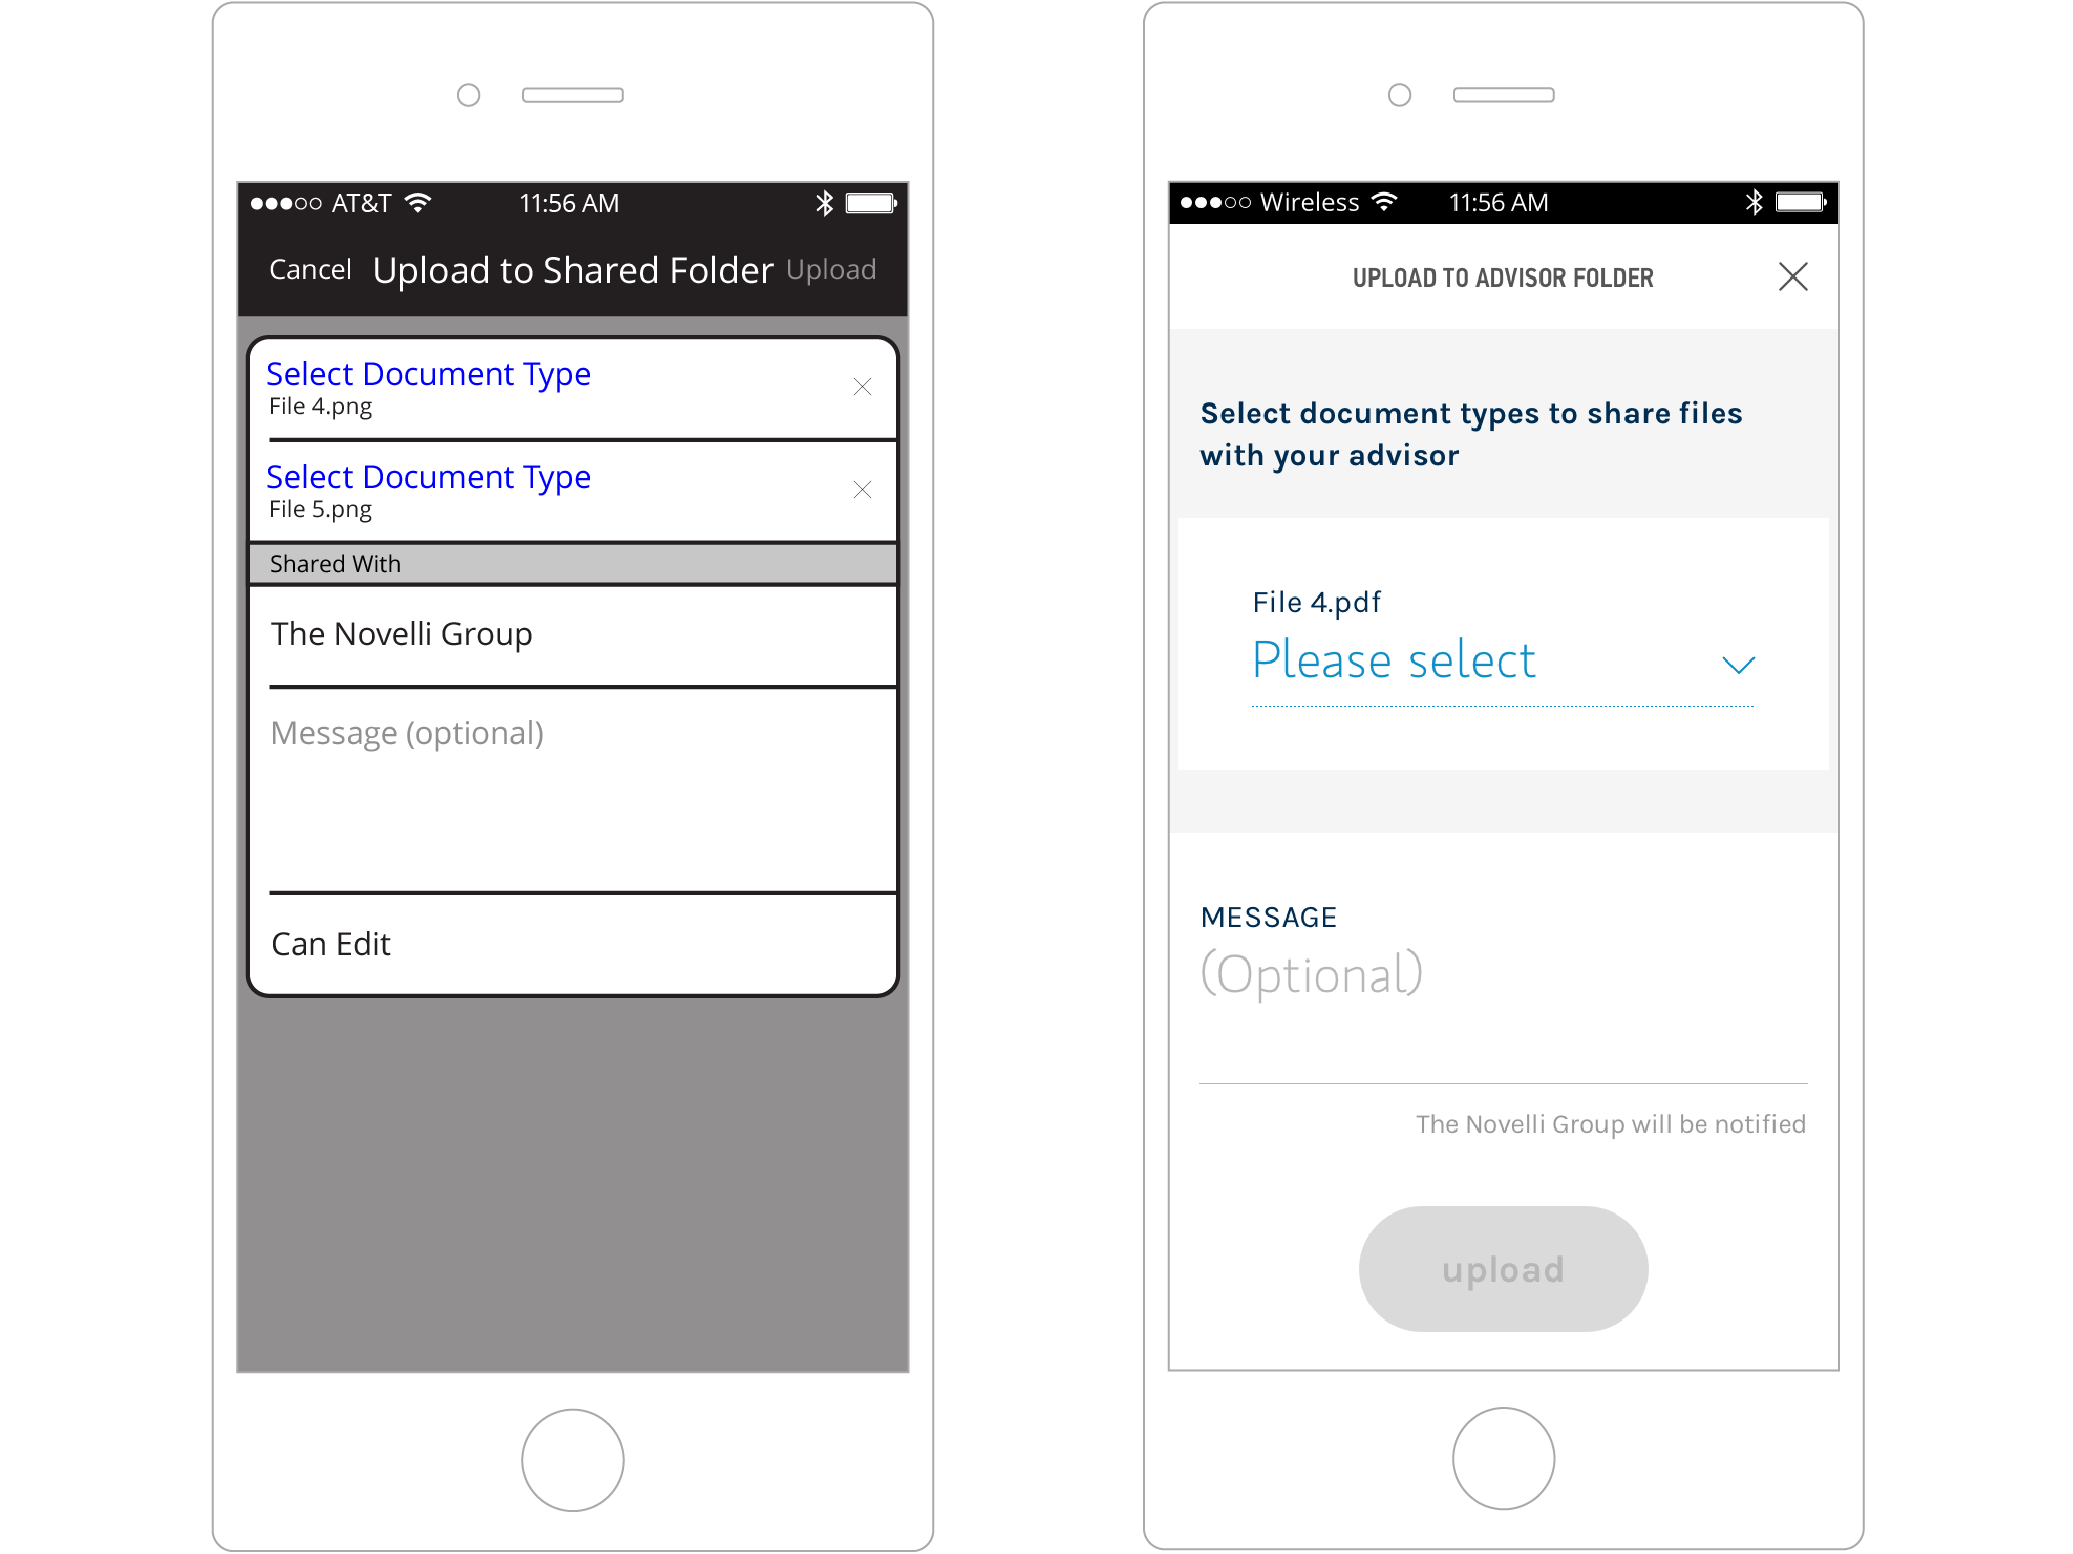 AT&T 11:56 AM
Cancel Upload to Shared Folder Upload
Select Document Type
File 4.png
Select Document Type
File 5.png
Shared With
The Novelli Group
Message (optional)
Can Edit
Wireless 11:56 AM
UPLOAD TO ADVISOR FOLDER
Select document types to share files
with your advisor
File 4.pdf
Please select
MESSAGE
(Optional)
The Novelli Group will be notified
upload